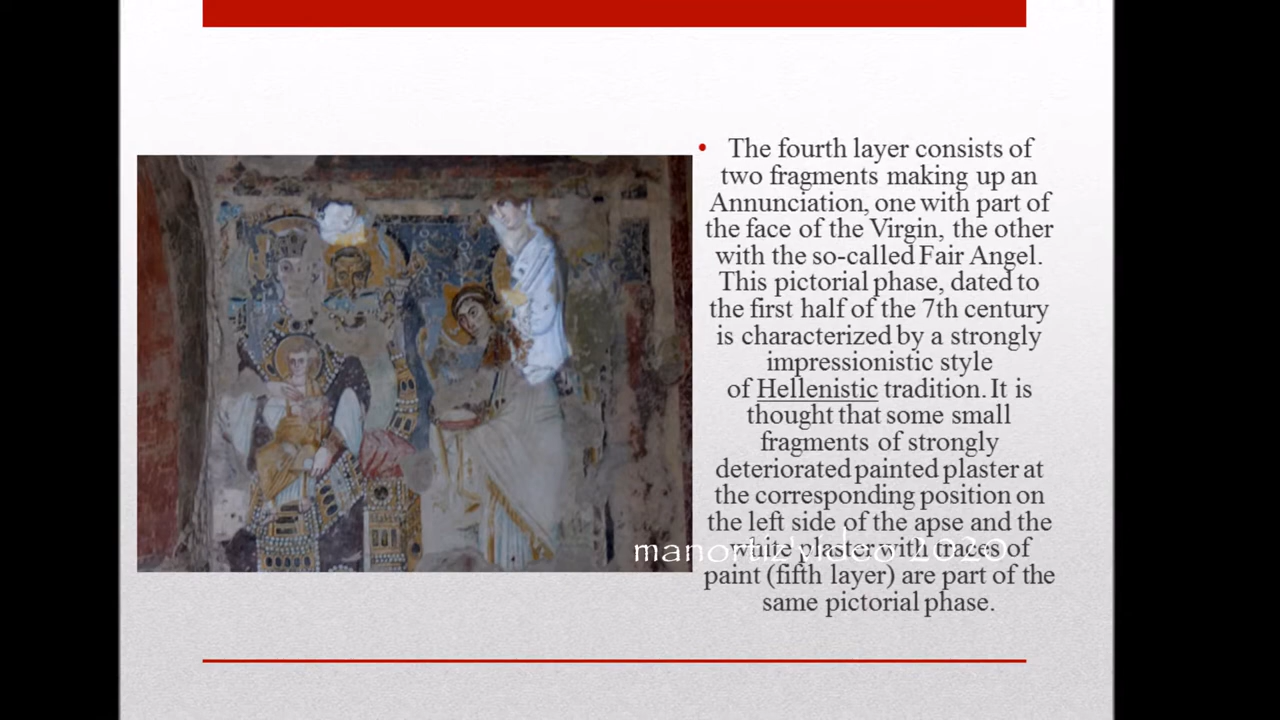 • The fourth layer consists of
two fragments making up an
Annunciation, one with part of
the face of the Virgin, the other
with the so-called Fair Angel.
This pictorial phase, dated to
the first half of the 7th century
is characterized by a strongly
impressionistic style
of Hellenistic tradition. It is
thought that some small
fragments of strongly
deteriorated painted plaster at
the corresponding position on
the left side of the apse and the
white plaster with traces of
paint (fifth layer) are part of the
same pictorial phase.
manortiz video 2020